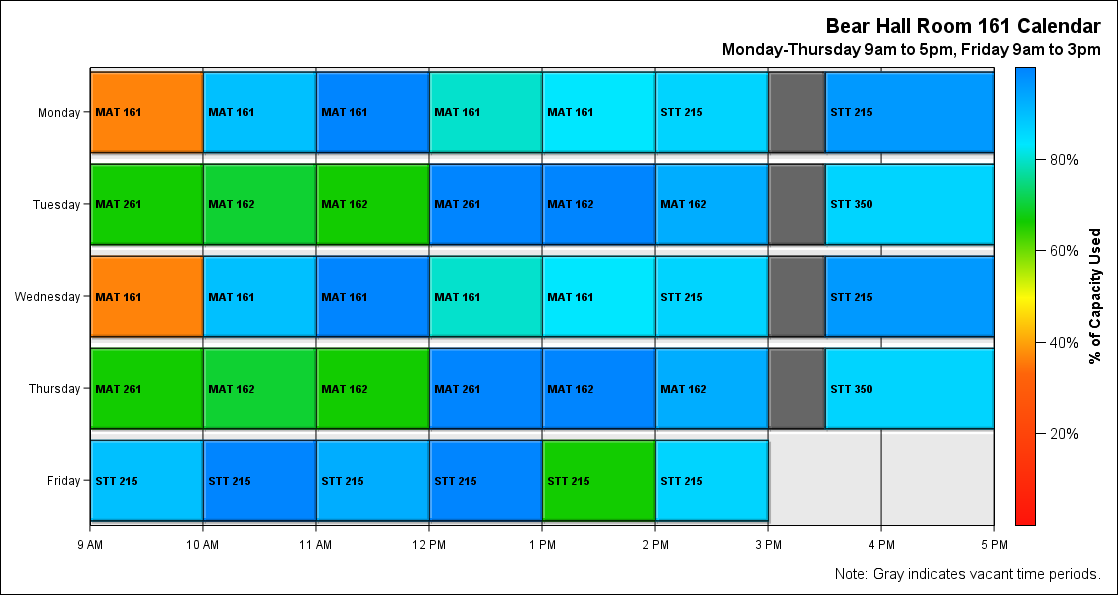 Bear Hall Room 161 Calendar
Monday-Thursday 9am to 5pm, Friday 9am to 3pm
Monday MAT 161 MAT 161 MAT 161 MAT 161 MAT 161 STT 215 STT 215
Tuesday MAT 261 MAT 162 MAT 162 MAT 261 MAT 162 MAT 162 STT 350
Wednesday MAT 161 MAT 161 MAT 161 MAT 161 MAT 161 STT 215 STT 215
Thursday MAT 261 MAT 162 MAT 162 MAT 261 MAT 162 MAT 162 STT 350
Friday STT 215 STT 215 STT 215 STT 215 STT 215 STT 215
9 AM 10 AM 11 AM 12 PM 1 PM 2 PM 3 PM 4 PM 5 PM
80%
60%
40%
20%
% of Capacity Used
Note: Gray indicates vacant time periods.